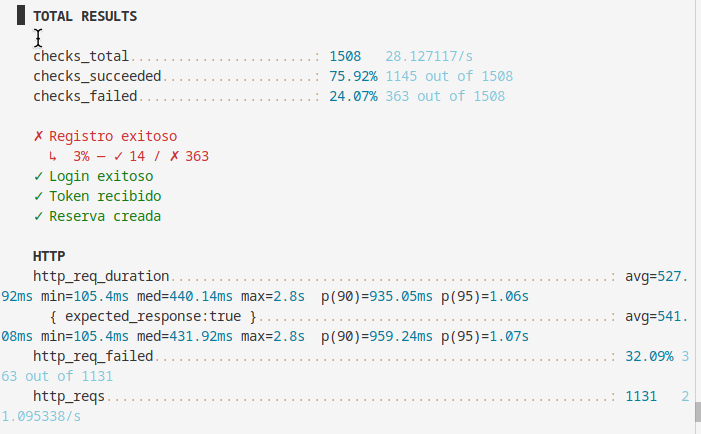 TOTAL RESULTS
checks_total.......................: 1508   28.127117/s
checks_succeeded...................: 75.92% 1145 out of 1508
checks_failed......................: 24.07% 363 out of 1508
✗ Registro exitoso
↳  3% — ✓ 14 / ✗ 363
✓ Login exitoso
✓ Token recibido
✓ Reserva creada
HTTP
http_req_duration.......................................................: avg=527.
92ms min=105.4ms med=440.14ms max=2.8s  p(90)=935.05ms p(95)=1.06s
{ expected_response:true }............................................: avg=541.
08ms min=105.4ms med=431.92ms max=2.8s  p(90)=959.24ms p(95)=1.07s
http_req_failed.........................................................: 32.09% 3
63 out of 1131
http_reqs...............................................................: 1131   2
1.095338/s